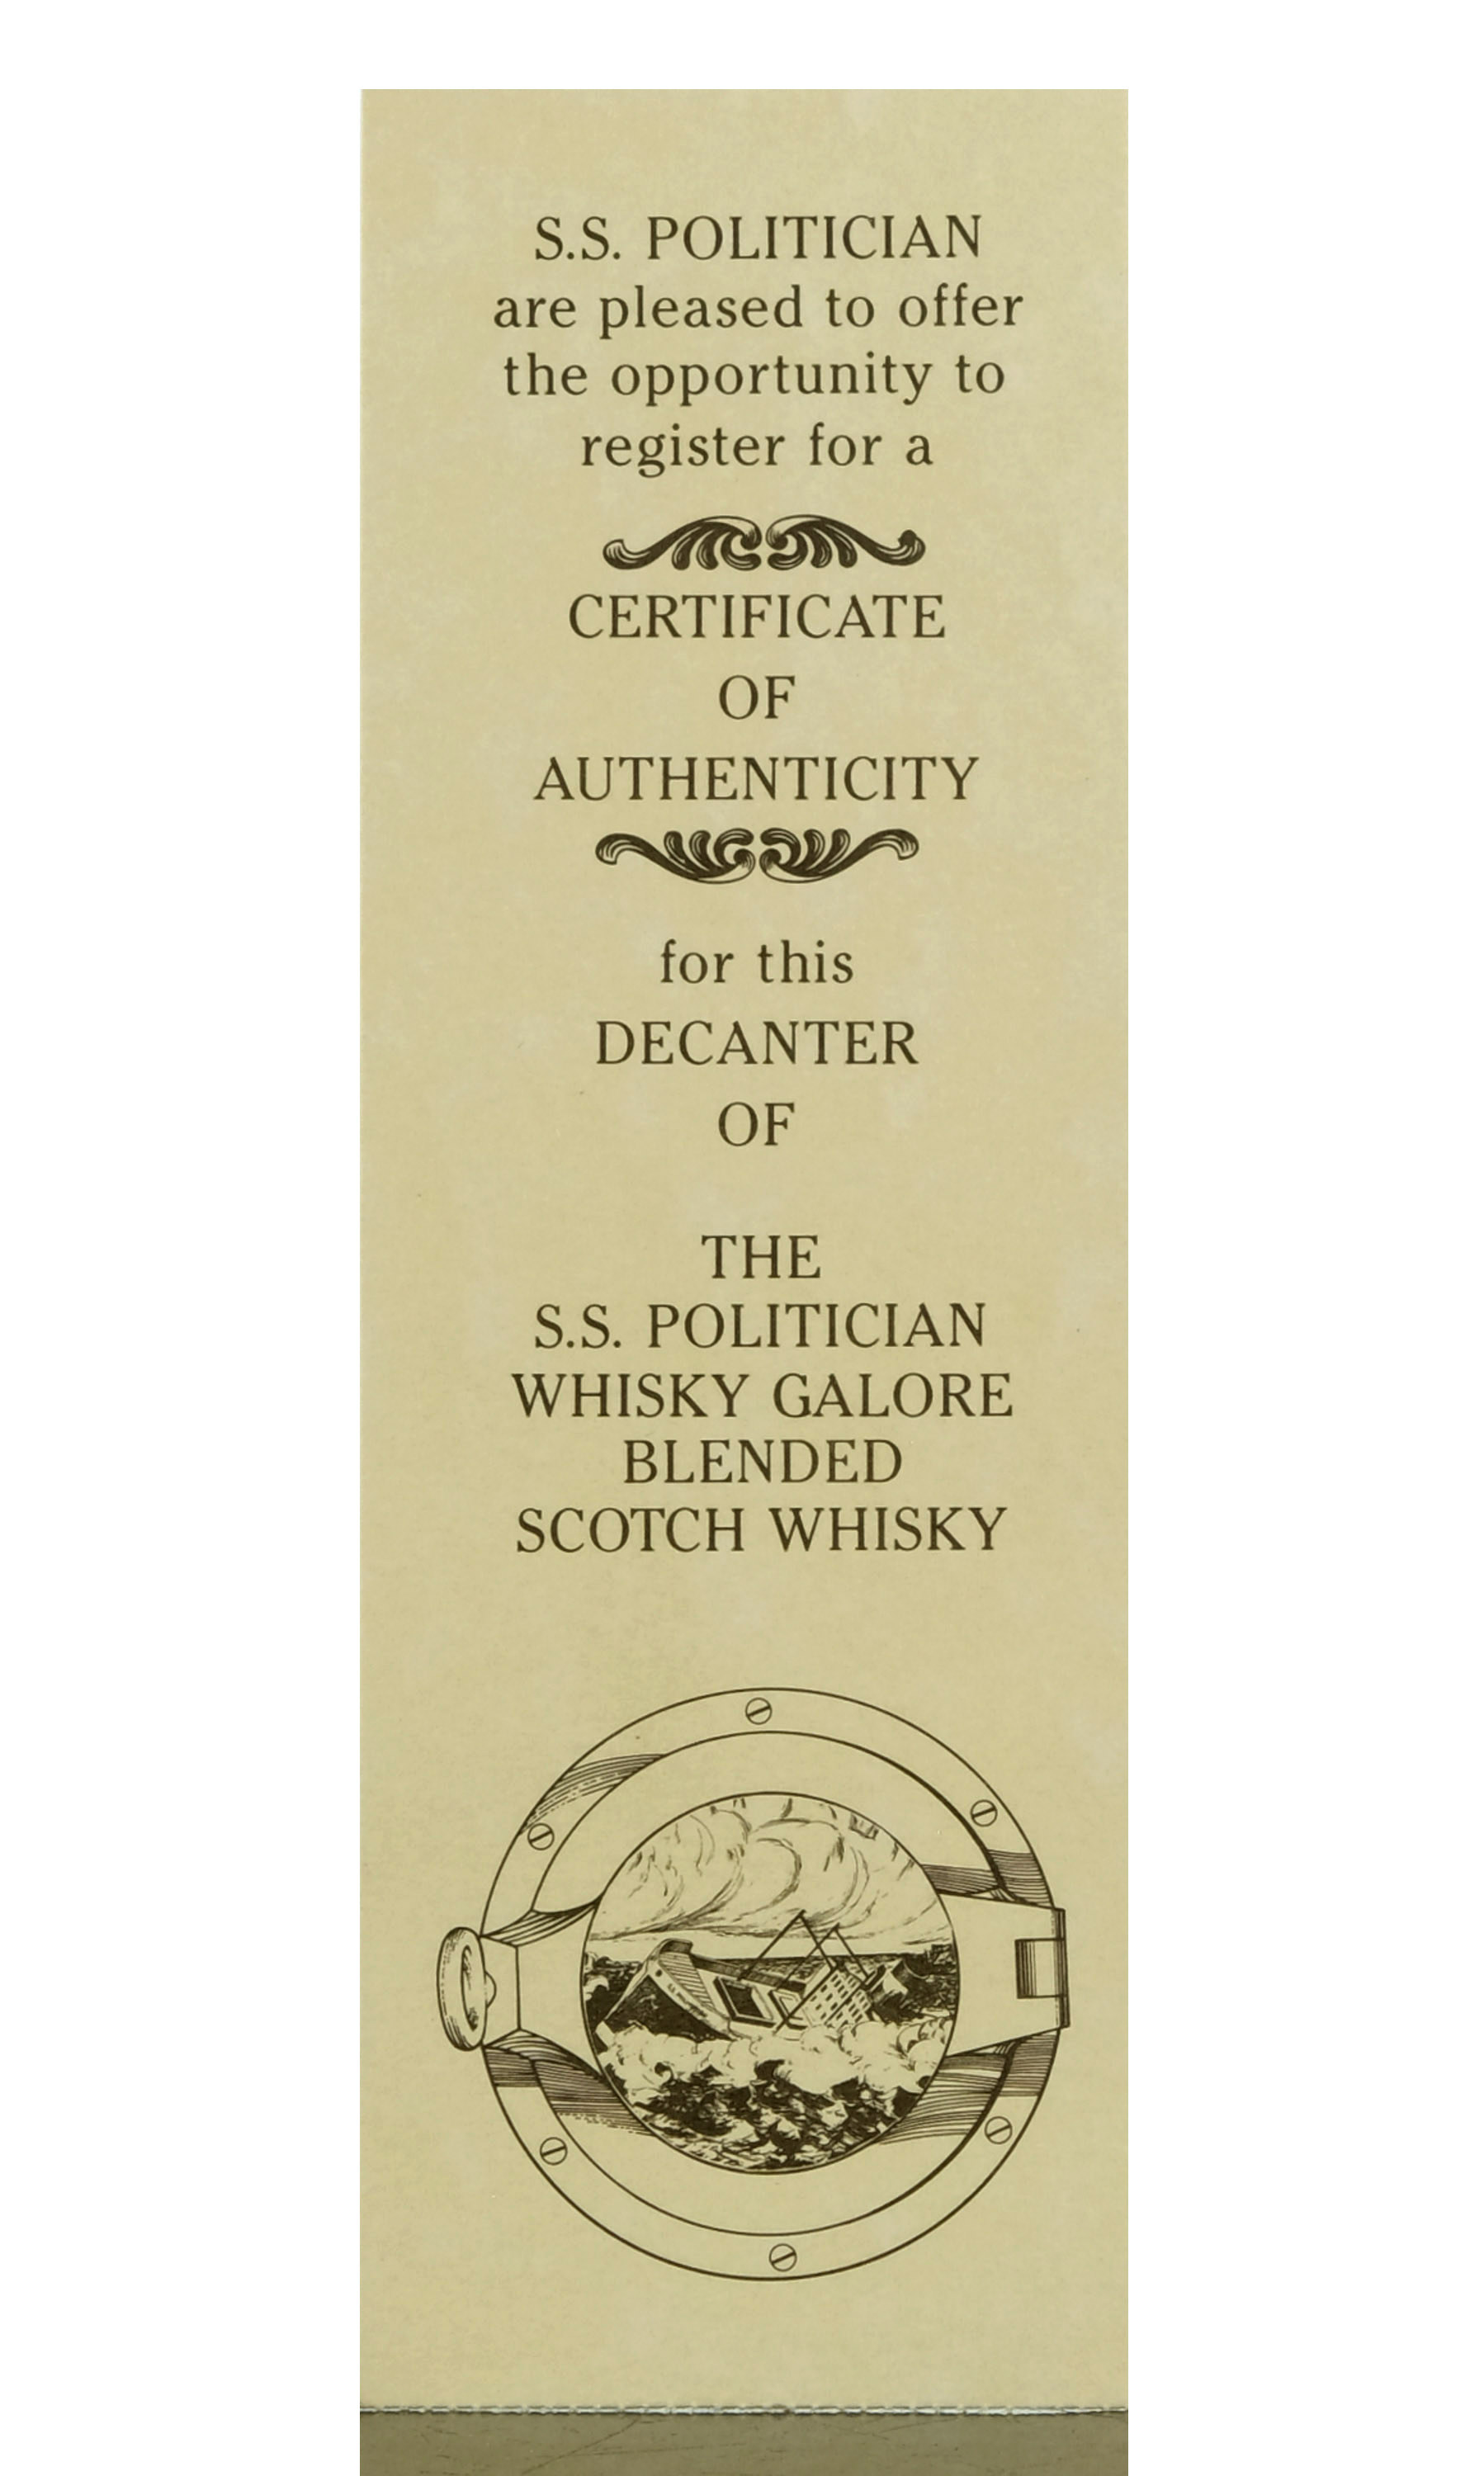 S.S. POLITICIAN
are pleased to offer
the opportunity to
register for a
CERTIFICATE
OF
AUTHENTICITY
for this
DECANTER
OF
THE
S.S. POLITICIAN
WHISKY GALORE
BLENDED
SCOTCH WHISKY